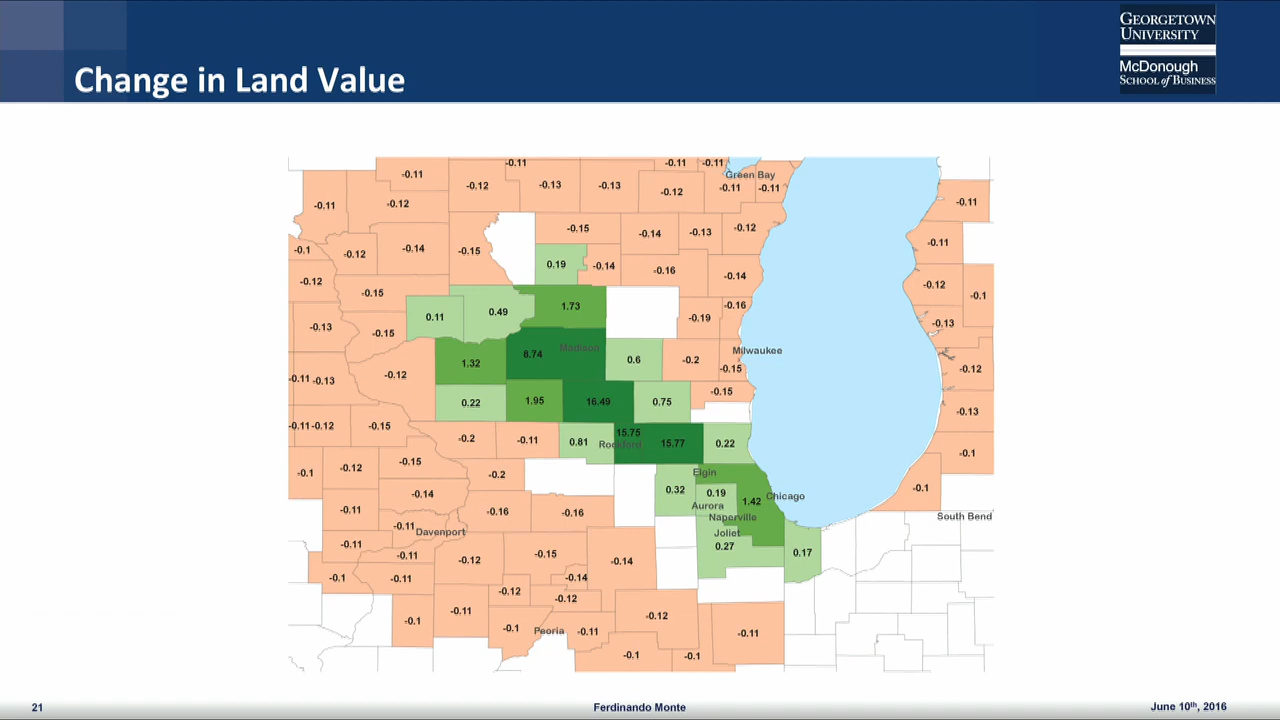 GEORGETOWN
UNIVERSITY
McDonough
SCHOOL of BUSINESS
Change in Land Value
-0.11 -0.11 -0.11
-0.11 Green Bay
-0.12 -0.13 -0.13 -0.12 -0.11 -0.11
-0.11 -0.12 -0.11
-0.15 -0.14 -0.13 -0.12
-0.1 -0.12 -0.14 -0.15 -0.11
0.19 -0.14 -0.16 -0.14
-0.12 -0.15 -0.12 -0.1
0.11 0.49 1.73 -0.19 -0.16
-0.13 -0.15 -0.13
1.32 8.74 Madison 0.6 -0.2 Milwaukee
-0.11 -0.13 -0.12 -0.15 -0.12
0.22 1.95 16.49 0.75 -0.15
-0.13
-0.11 -0.12 -0.15 -0.2 -0.11 0.81 15.75 15.77 0.22
Rockford
-0.1
-0.1 -0.12 -0.15 -0.2 Elgin
-0.14 0.32 0.19 1.42 Chicago -0.1
-0.11 -0.16 -0.16 Aurora
Naperville South Bend
-0.11 Davenport Joliet
-0.11 -0.11 -0.12 -0.15 -0.14 0.27 0.17
-0.1 -0.11 -0.12 -0.14
-0.12
-0.1 -0.11 -0.1 Peoria -0.11 -0.12 -0.11
-0.1 -0.1
21 Ferdinando Monte June 10th, 2016